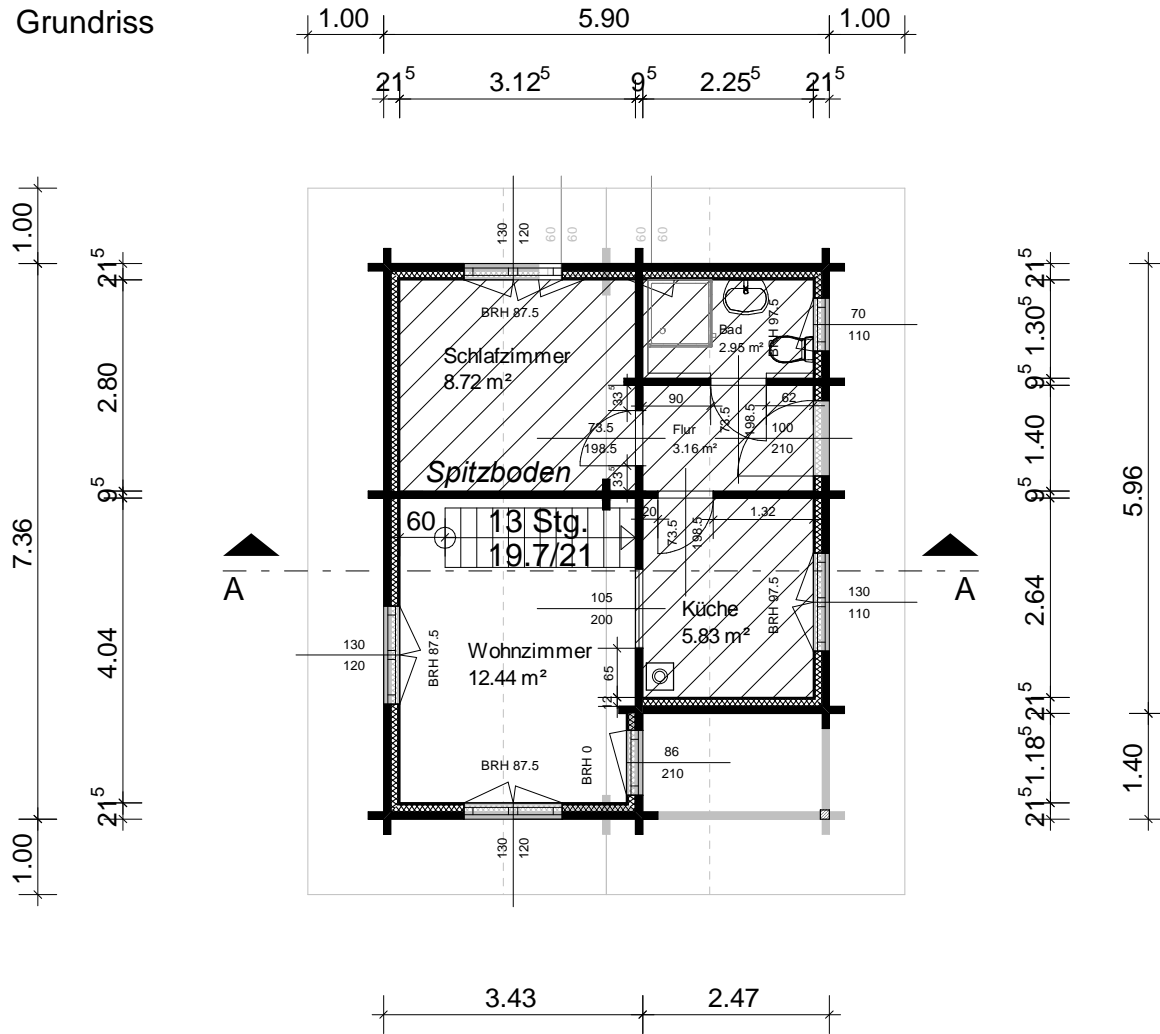 Grundriss
1.00 5.90 1.00
21⁵ 3.12⁵ 9⁵ 2.25⁵ 21⁵
1.00
7.36
1.00
21⁵
2.80
9⁵
4.04
21⁵
130 120
60 60
60 60
BRH 87.5
Schlafzimmer
8.72 m²
Bad
2.95 m²
BRH 97.5
70
110
33⁵
90
73.5
198.5
62
73.5
198.5
Flur
3.16 m²
100
210
33⁵
Spitzboden
60
13 Stg.
19.7/21
20
73.5
198.5
1.32
A
A
105
200
Küche
5.83 m²
BRH 97.5
130
110
130
120
BRH 87.5
Wohnzimmer
12.44 m²
65
12
BRH 87.5
BRH 0
86
210
130 120
21⁵
1.30⁵
9⁵
1.40
9⁵
2.64
21⁵
1.18⁵
21⁵
5.96
1.40
3.43 2.47